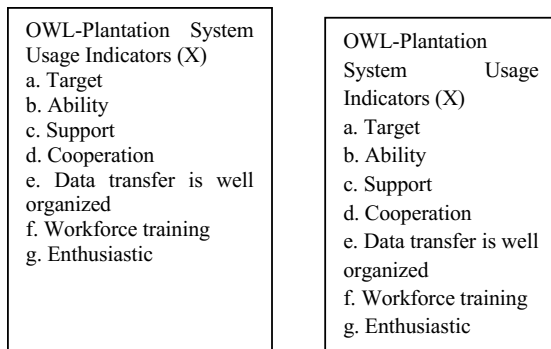 OWL-Plantation System
Usage Indicators (X)
a. Target
b. Ability
c. Support
d. Cooperation
e. Data transfer is well
organized
f. Workforce training
g. Enthusiastic
OWL-Plantation
System Usage
Indicators (X)
a. Target
b. Ability
c. Support
d. Cooperation
e. Data transfer is well
organized
f. Workforce training
g. Enthusiastic